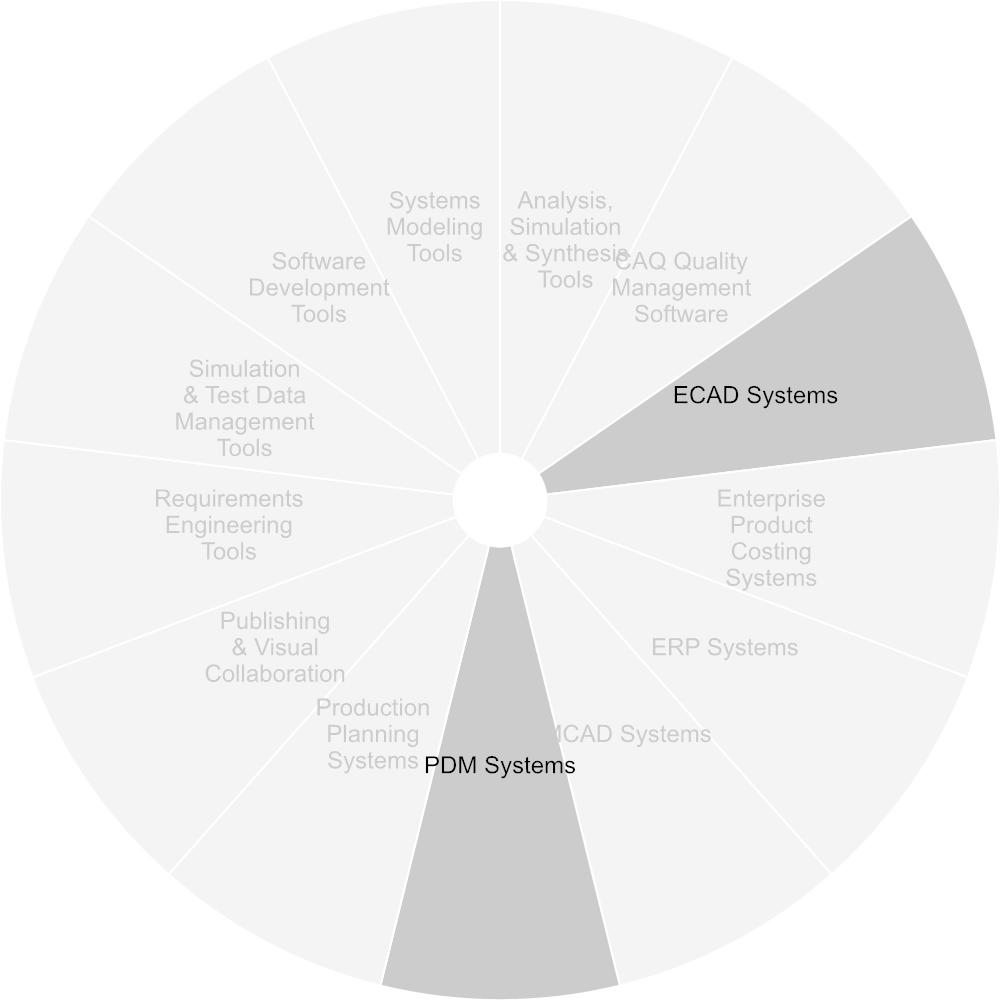 Systems
Modeling
Tools
Analysis,
Simulation
& Synthesis
Tools
CAQ Quality
Management
Software
ECAD Systems
Enterprise
Product
Costing
Systems
ERP Systems
MCAD Systems
PDM Systems
Production
Planning
Systems
Publishing
& Visual
Collaboration
Requirements
Engineering
Tools
Simulation
& Test Data
Management
Tools
Software
Development
Tools